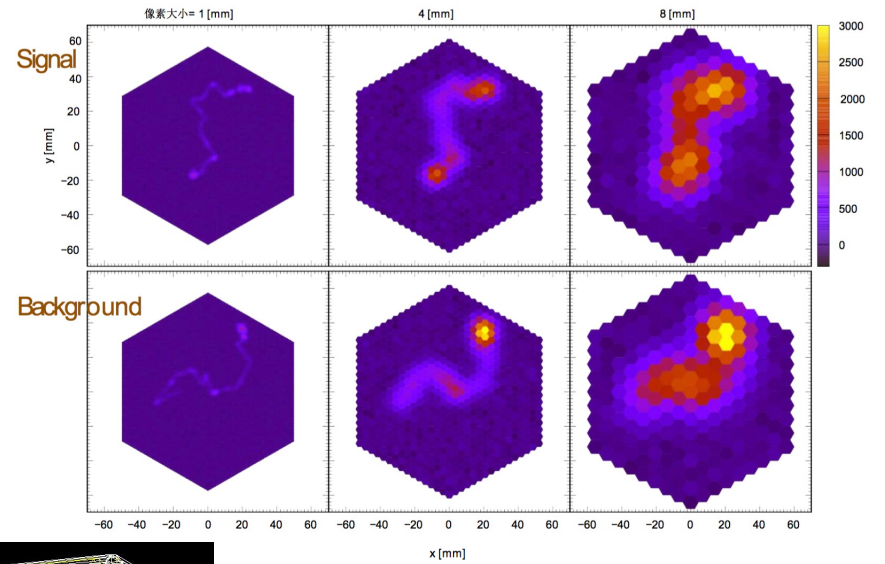 像素大小= 1 [mm]
4 [mm]
8 [mm]
Signal
Background
y [mm]
60
40
20
0
−20
−40
−60
3000
2500
2000
1500
1000
500
0
−60 −40 −20 0 20 40 60
−60 −40 −20 0 20 40 60
−60 −40 −20 0 20 40 60
x [mm]